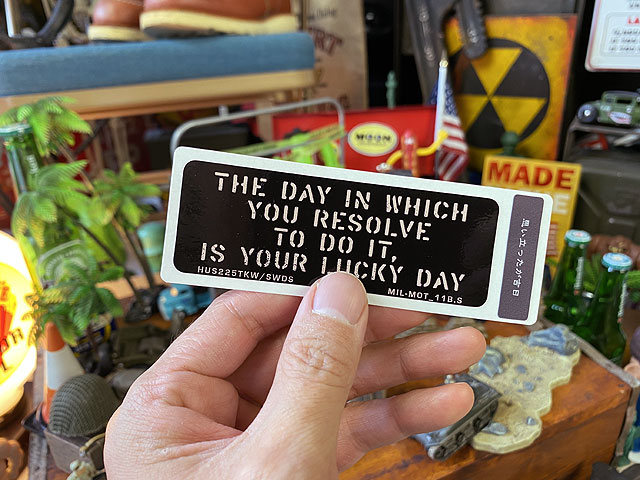 THE DAY IN WHICH
YOU RESOLVE
TO DO IT,
IS YOUR LUCKY DAY
HUS225TKW/SWDS
MIL-MOT_11B.S
思い立ったが吉日
MOON
MADE